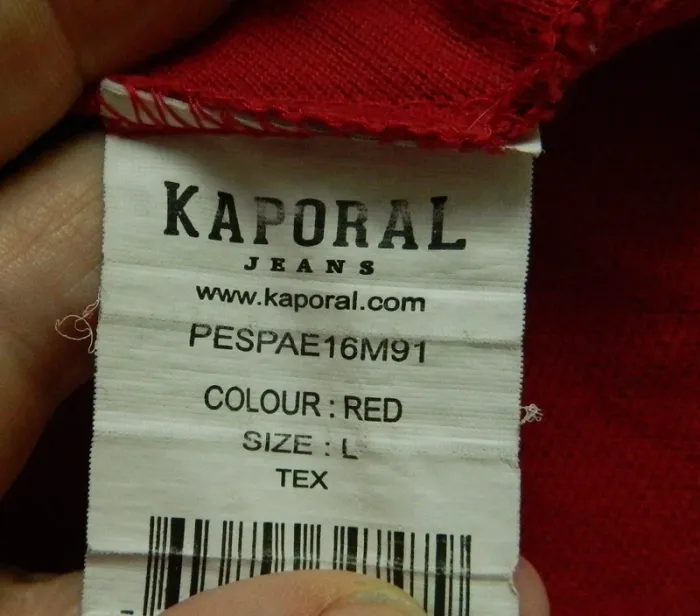 KAPORAL
JEANS
www.kaporal.com
PESPAE16M91
COLOUR : RED
SIZE : L
TEX